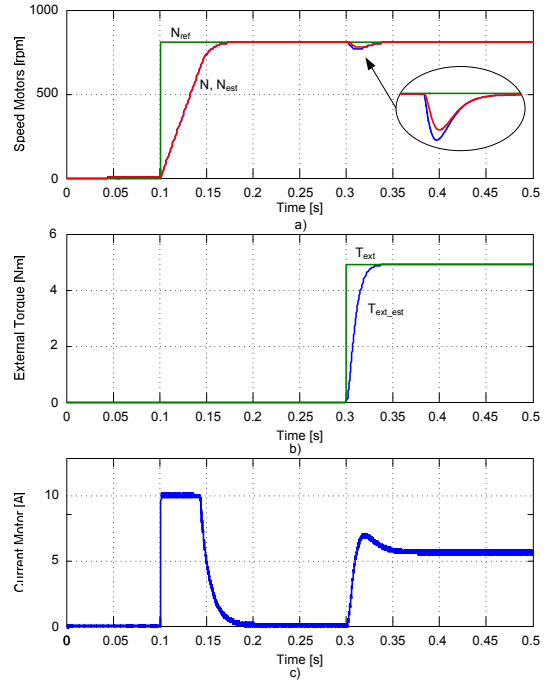 Speed Motors [rpm]
1000
500
0
N_ref
N, N_est
0 0.05 0.1 0.15 0.2 0.25 0.3 0.35 0.4 0.45 0.5
Time [s]
a)
External Torque [Nm]
6
4
2
0
T_ext
T_ext_est
0 0.05 0.1 0.15 0.2 0.25 0.3 0.35 0.4 0.45 0.5
Time [s]
b)
Current Motor [A]
10
5
0
0 0.05 0.1 0.15 0.2 0.25 0.3 0.35 0.4 0.45 0.5
Time [s]
c)